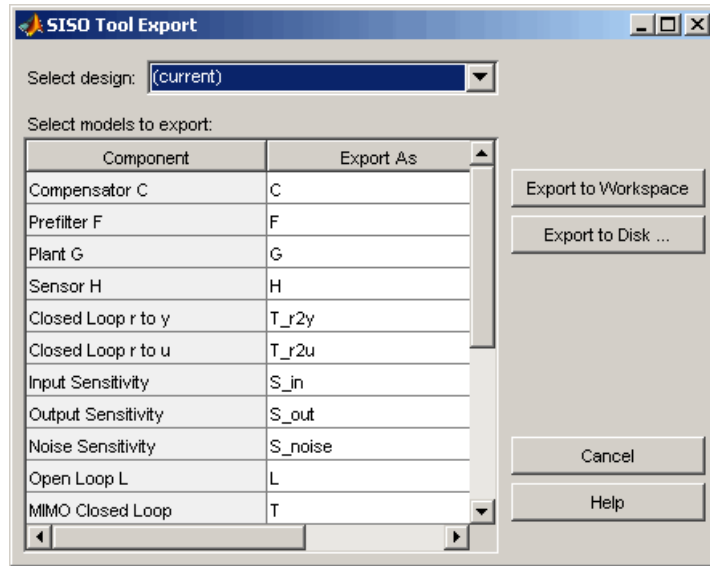 SISO Tool Export
Select design: (current)
Select models to export:
Component Export As
Compensator C C
Prefilter F F
Plant G G
Sensor H H
Closed Loop r to y T_r2y
Closed Loop r to u T_r2u
Input Sensitivity S_in
Output Sensitivity S_out
Noise Sensitivity S_noise
Open Loop L L
MIMO Closed Loop T
Export to Workspace
Export to Disk ...
Cancel
Help